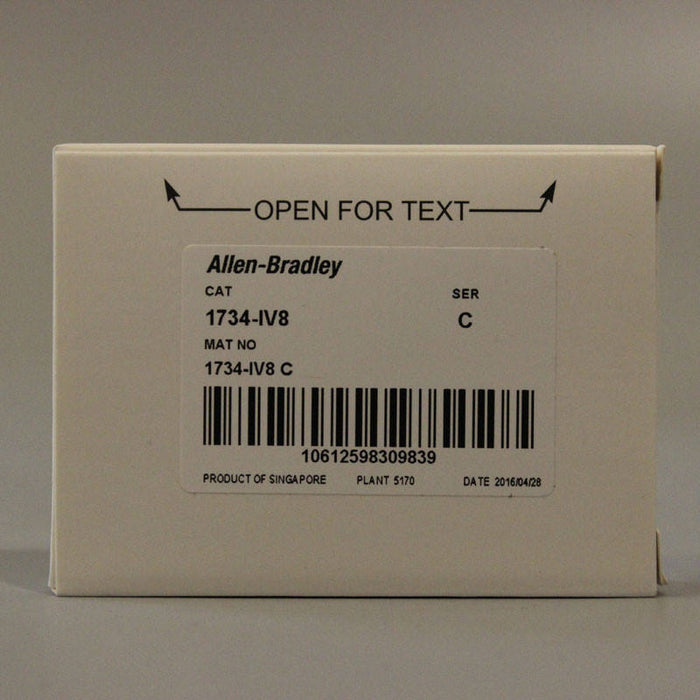 OPEN FOR TEXT
Allen-Bradley
CAT SER
1734-IV8 C
MAT NO
1734-IV8 C
10612598309839
PRODUCT OF SINGAPORE PLANT 5170 DATE 2016/04/28